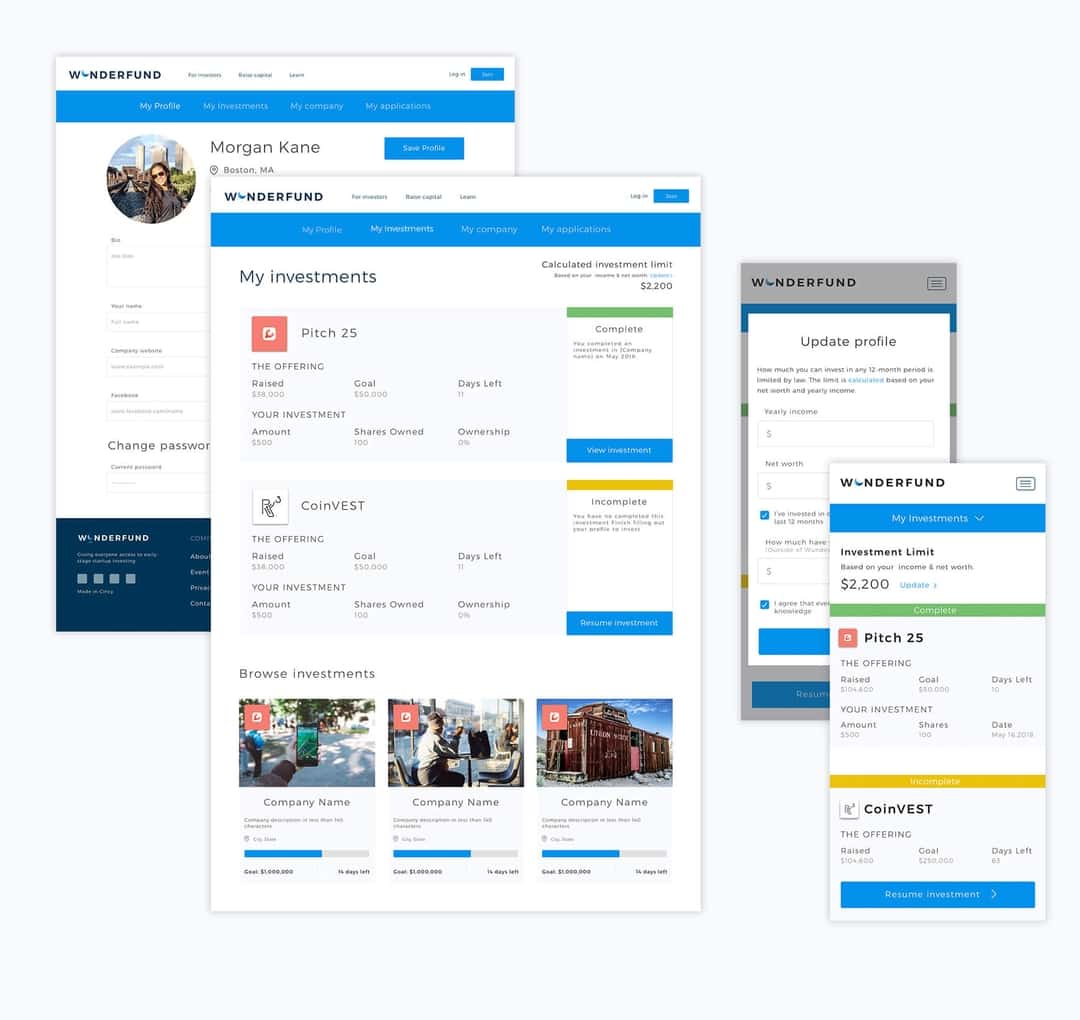 WUNDERFUND
For investors Raise capital Learn
Log in Join
My Profile My Investments My company My applications
Morgan Kane
Save Profile
Boston, MA
Bio
Your name
Full name
Company website
www.example.com
Facebook
www.facebook.com/name
Change passwor
Current password
WUNDERFUND
Giving everyone access to early-
stage startup investing
Made in Cincy
COM
About
Event
Privac
Conta
WUNDERFUND
For investors Raise capital Learn
Log in Join
My Profile My Investments My company My applications
My investments
Calculated investment limit
Based on your income & net worth Update >
$2,200
Pitch 25
THE OFFERING
Raised Goal Days Left
$38,000 $50,000 11
YOUR INVESTMENT
Amount Shares Owned Ownership
$500 100 0%
Complete
You completed an
investment in [Company
name] on May 2018
View investment
CoinVEST
THE OFFERING
Raised Goal Days Left
$38,000 $50,000 11
YOUR INVESTMENT
Amount Shares Owned Ownership
$500 100 0%
Incomplete
You have no completed this
investment Finish filling out
your profile to invest
Resume investment
Browse investments
Company Name
Company description in less than 140
characters
City, State
Goal: $1,000,000 14 days left
Company Name
Company description in less than 140
characters
City, State
Goal: $1,000,000 14 days left
UNION
Company Name
Company description in less than 140
characters
City, State
Goal: $1,000,000 14 days left
WUNDERFUND
Update profile
How much you can invest in any 12-month period is
limited by law. The limit is calculated based on your
net worth and yearly income.
Yearly income
$
Net worth
$
I've invested in
last 12 months
How much have
(Outside of Wunde
$
I agree that eve
knowledge
Resum
WUNDERFUND
My Investments
Investment Limit
Based on your income & net worth.
$2,200 Update >
Complete
Pitch 25
THE OFFERING
Raised Goal Days Left
$104,600 $50,000 10
YOUR INVESTMENT
Amount Shares Date
$500 100 May 16,2018
Incomplete
CoinVEST
THE OFFERING
Raised Goal Days Left
$104,600 $250,000 63
Resume investment